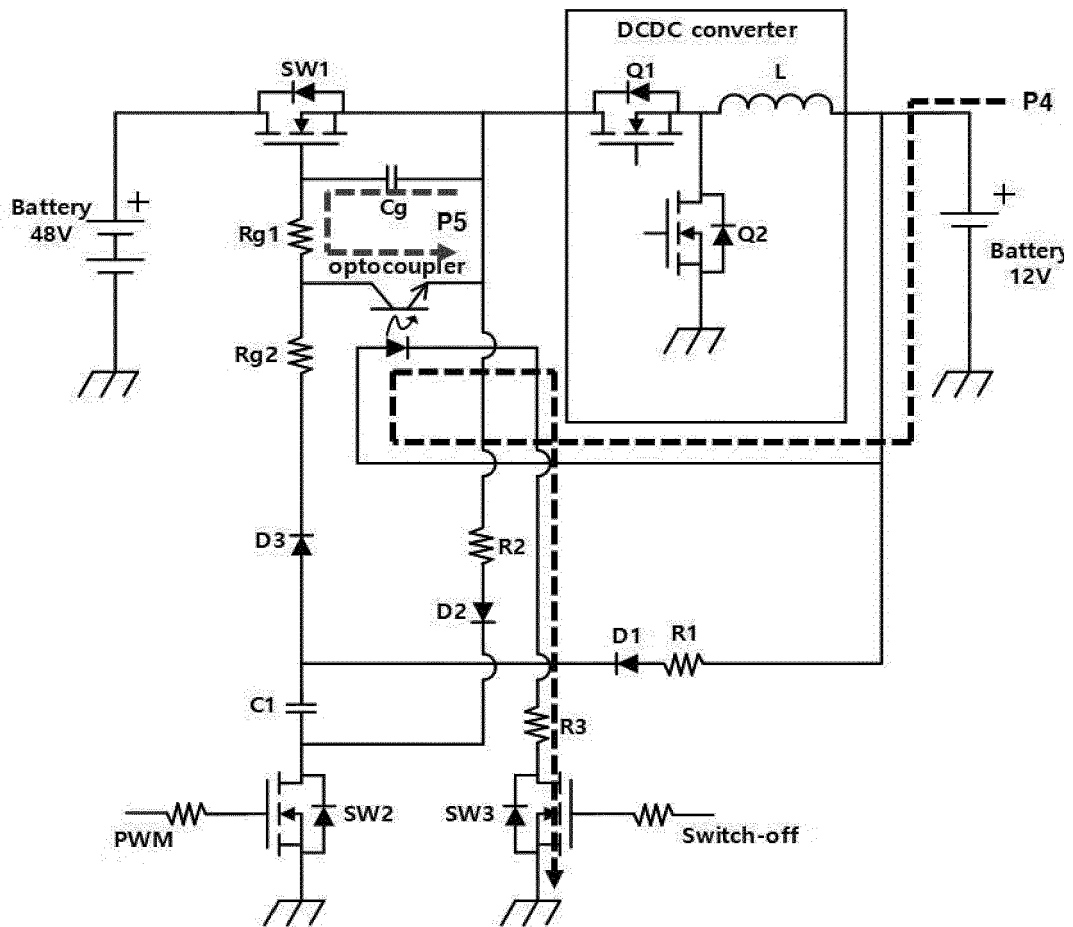 DCDC converter
SW1
Q1
L
P4
Battery
48V
Cg
Rg1
P5
optocoupler
Q2
Battery
12V
Rg2
D3
R2
D2
D1
R1
C1
R3
SW2
SW3
PWM
Switch-off